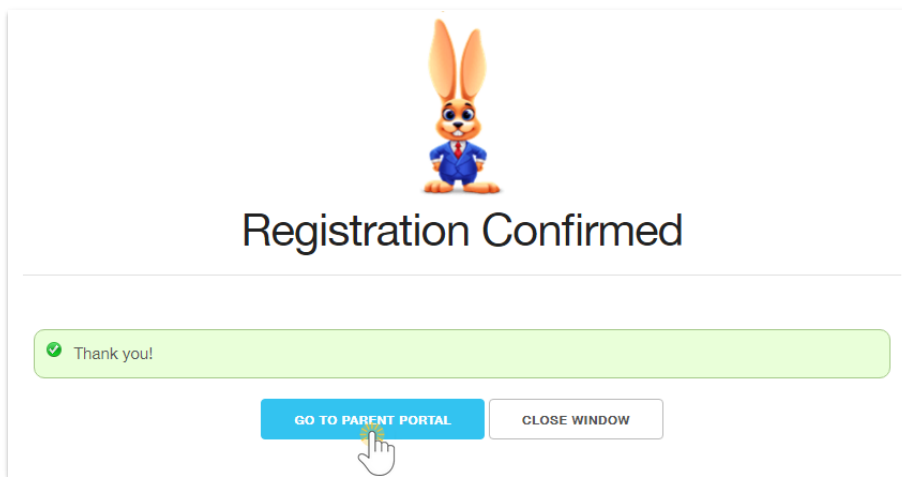 Registration Confirmed
Thank you!
GO TO PARENT PORTAL
CLOSE WINDOW